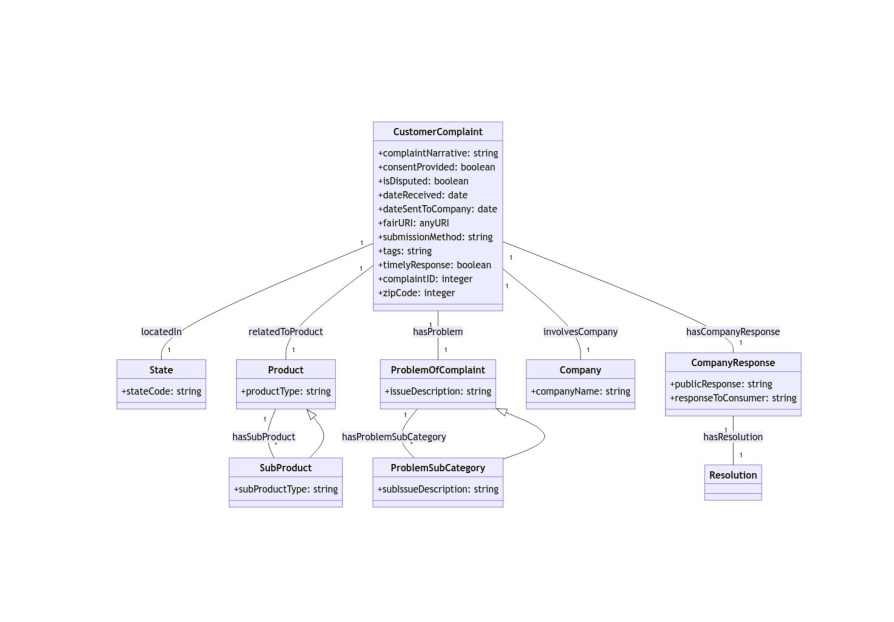 CustomerComplaint
+complaintNarrative: string
+consentProvided: boolean
+isDisputed: boolean
+dateReceived: date
+dateSentToCompany: date
+fairURI: anyURI
+submissionMethod: string
+tags: string
+timelyResponse: boolean
+complaintID: integer
+zipCode: integer
1
1
1
1
1
locatedIn
relatedToProduct
hasProblem
involvesCompany
hasCompanyResponse
1
1
1
1
1
State
+stateCode: string
Product
+productType: string
ProblemOfComplaint
+issueDescription: string
Company
+companyName: string
CompanyResponse
+publicResponse: string
+responseToConsumer: string
1
1
1
hasSubProduct
hasProblemSubCategory
hasResolution
*
*
1
SubProduct
+subProductType: string
ProblemSubCategory
+subIssueDescription: string
Resolution